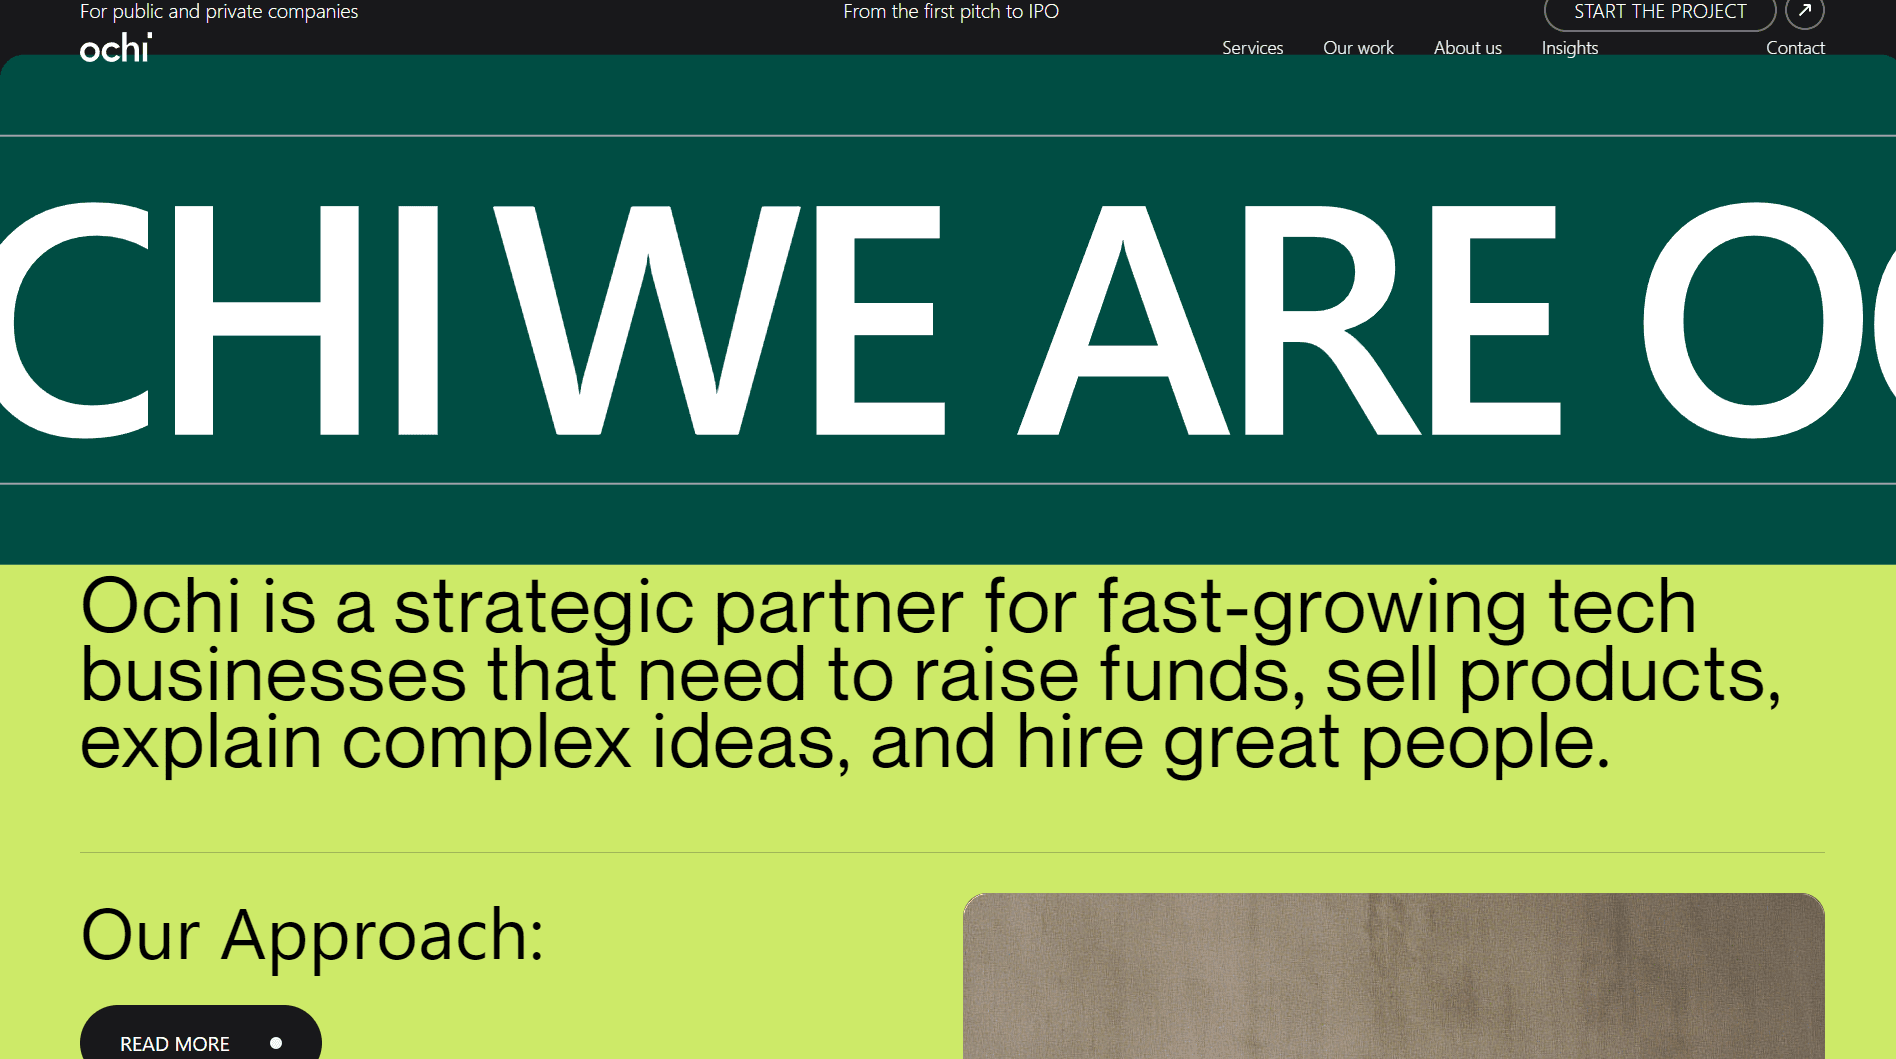 For public and private companies
From the first pitch to IPO
START THE PROJECT
ochi
Services
Our work
About us
Insights
Contact
CHI WE ARE O
Ochi is a strategic partner for fast-growing tech
businesses that need to raise funds, sell products,
explain complex ideas, and hire great people.
Our Approach:
READ MORE